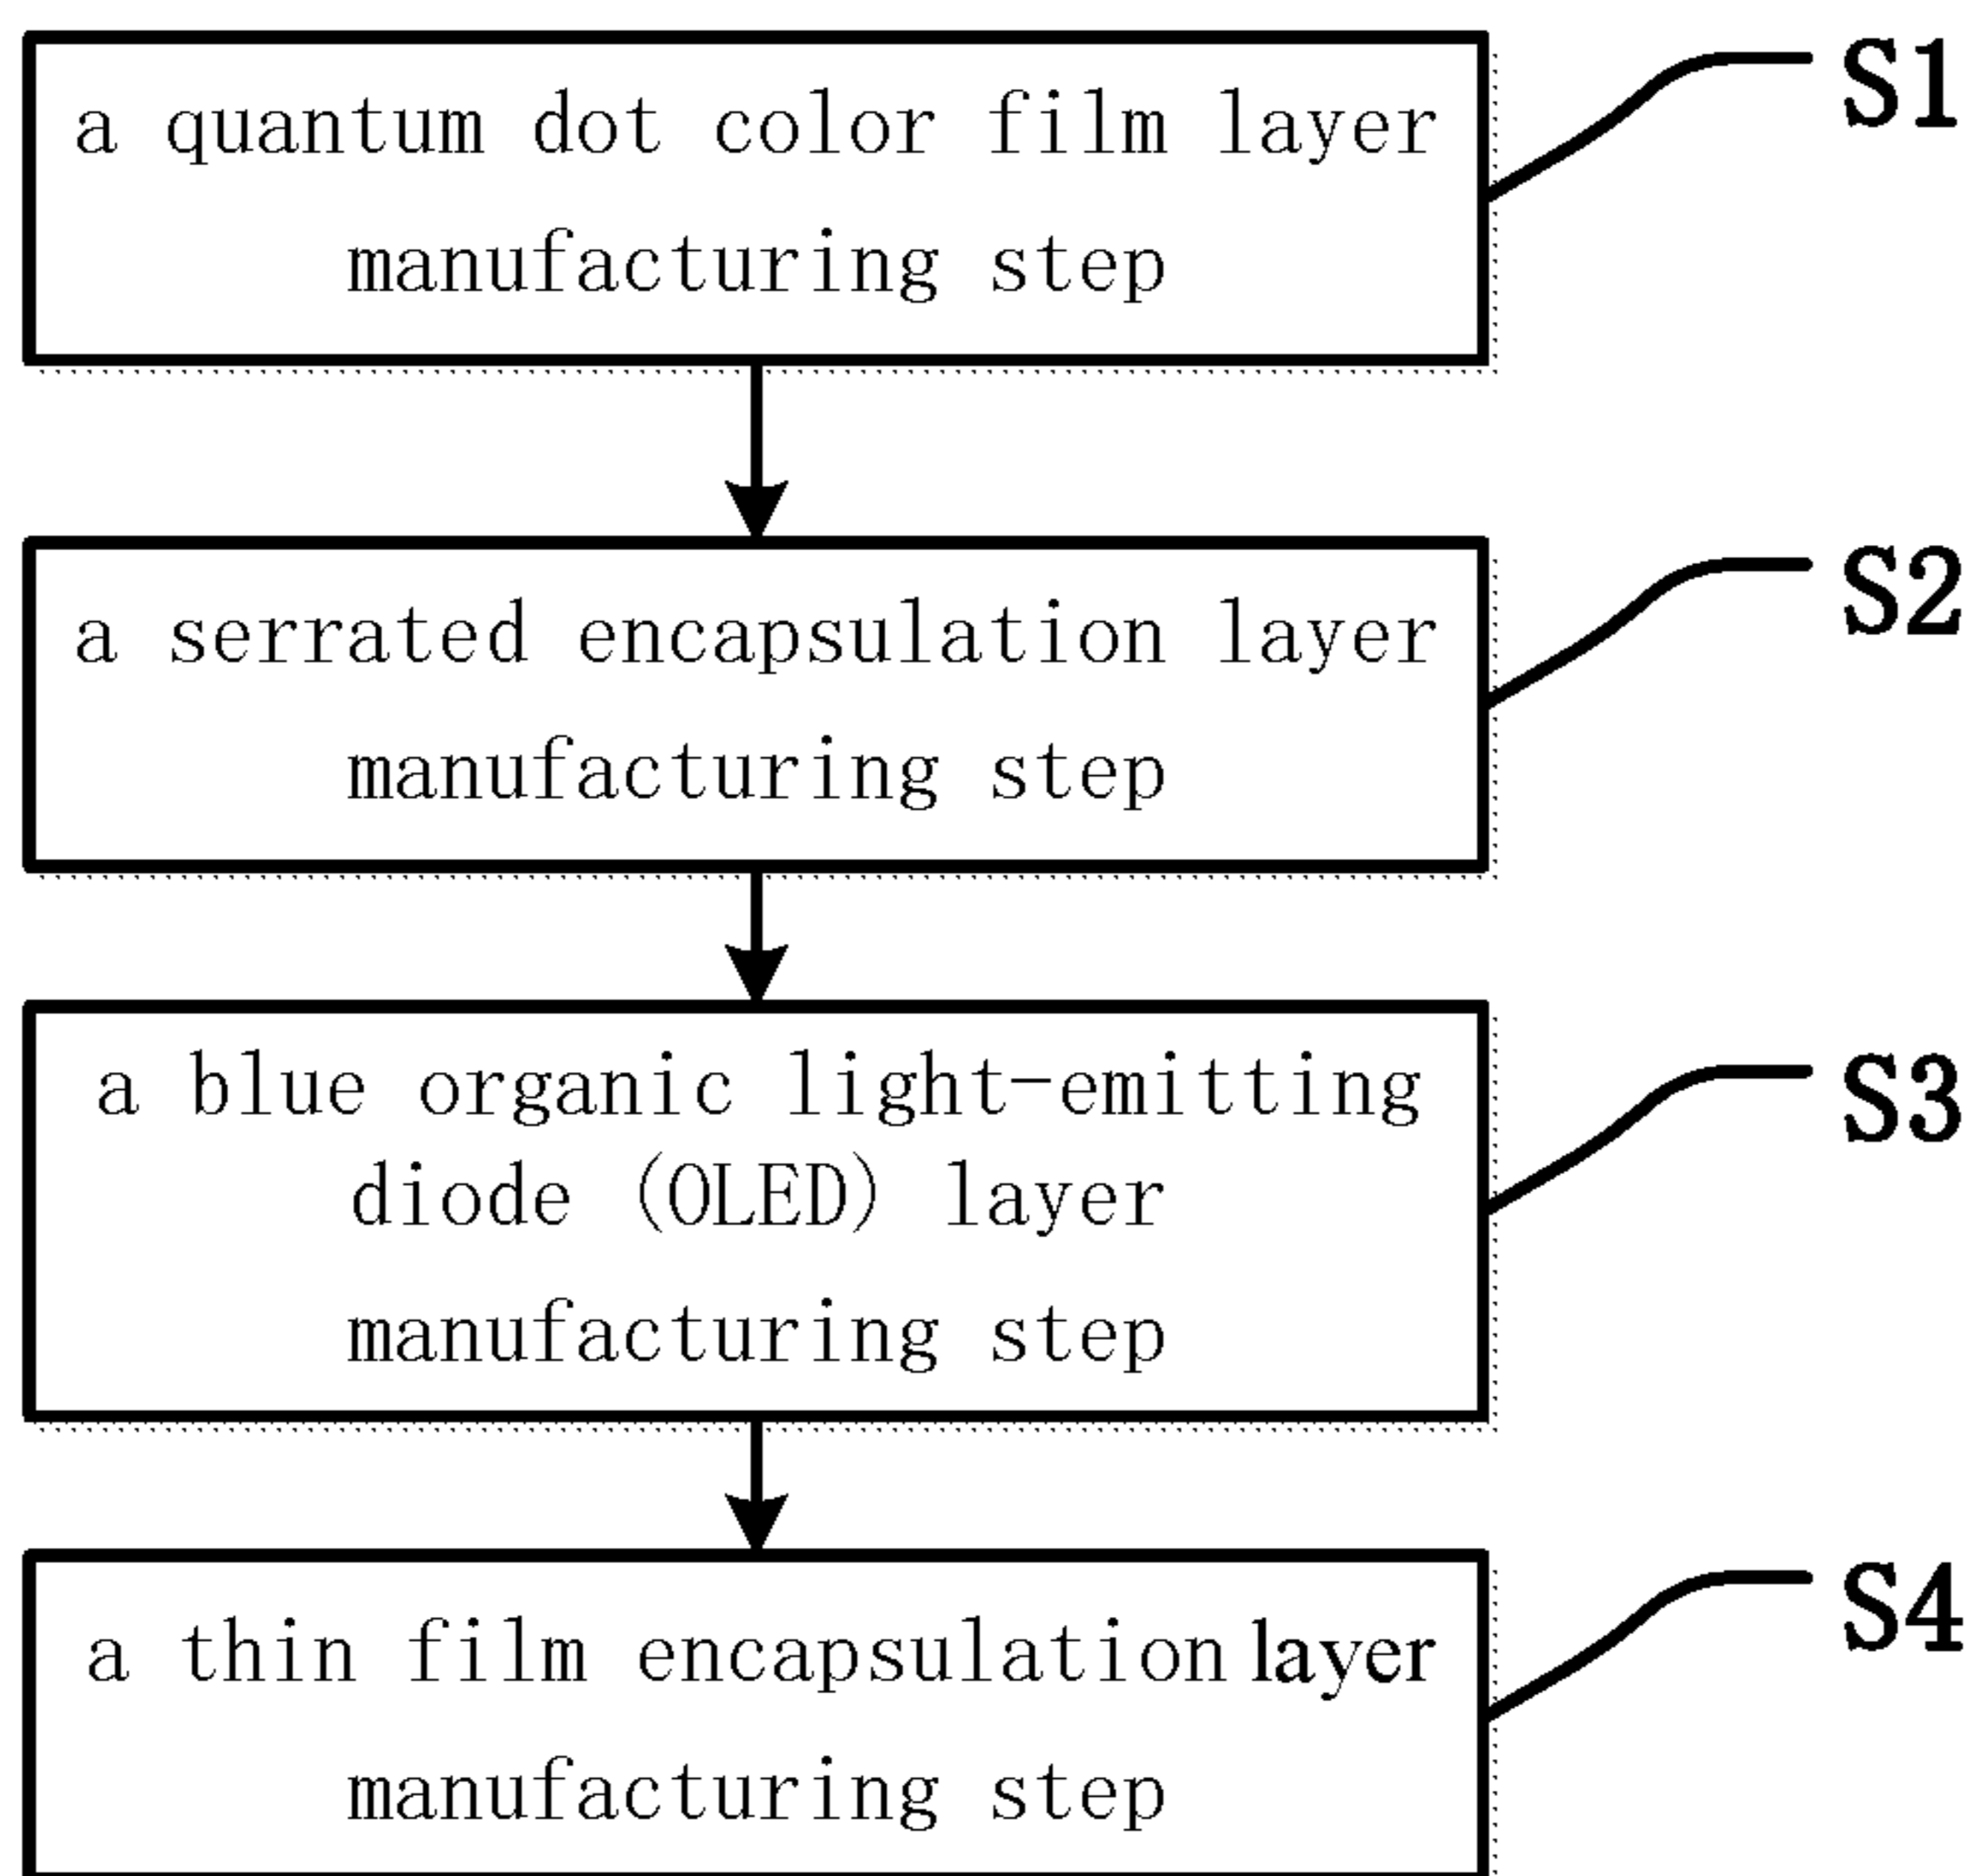 a quantum dot color film layer
manufacturing step
S1
a serrated encapsulation layer
manufacturing step
S2
a blue organic light-emitting
diode (OLED) layer
manufacturing step
S3
a thin film encapsulation layer
manufacturing step
S4